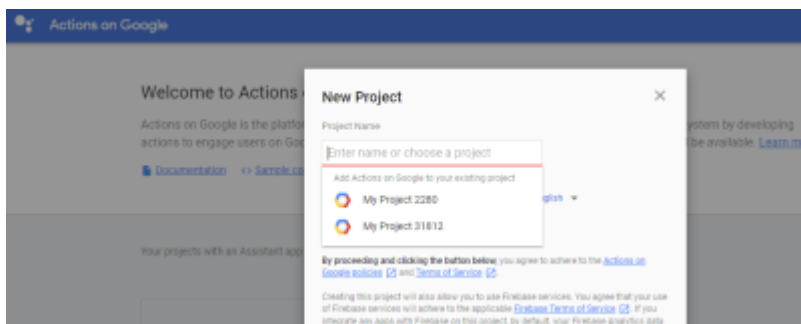 Actions on Google
Welcome to Actions
New Project
Actions on Google is the platfor
actions to engage users on Goo
ystem by developing
be available. Learn m
Project Name
Enter name or choose a project
Documentation
Sample co
Add Actions on Google to your existing project
My Project 2280
glish
My Project 31812
Your projects with an Assistant app
By proceeding and clicking the button below, you agree to adhere to the Actions on
Google policies and Terms of Service.
Creating this project will also allow you to use Firebase services. You agree that your use
of Firebase services will adhere to the applicable Firebase Terms of Service. If you
integrate any apps with Firebase on this project, by default, your Firebase Analytics data